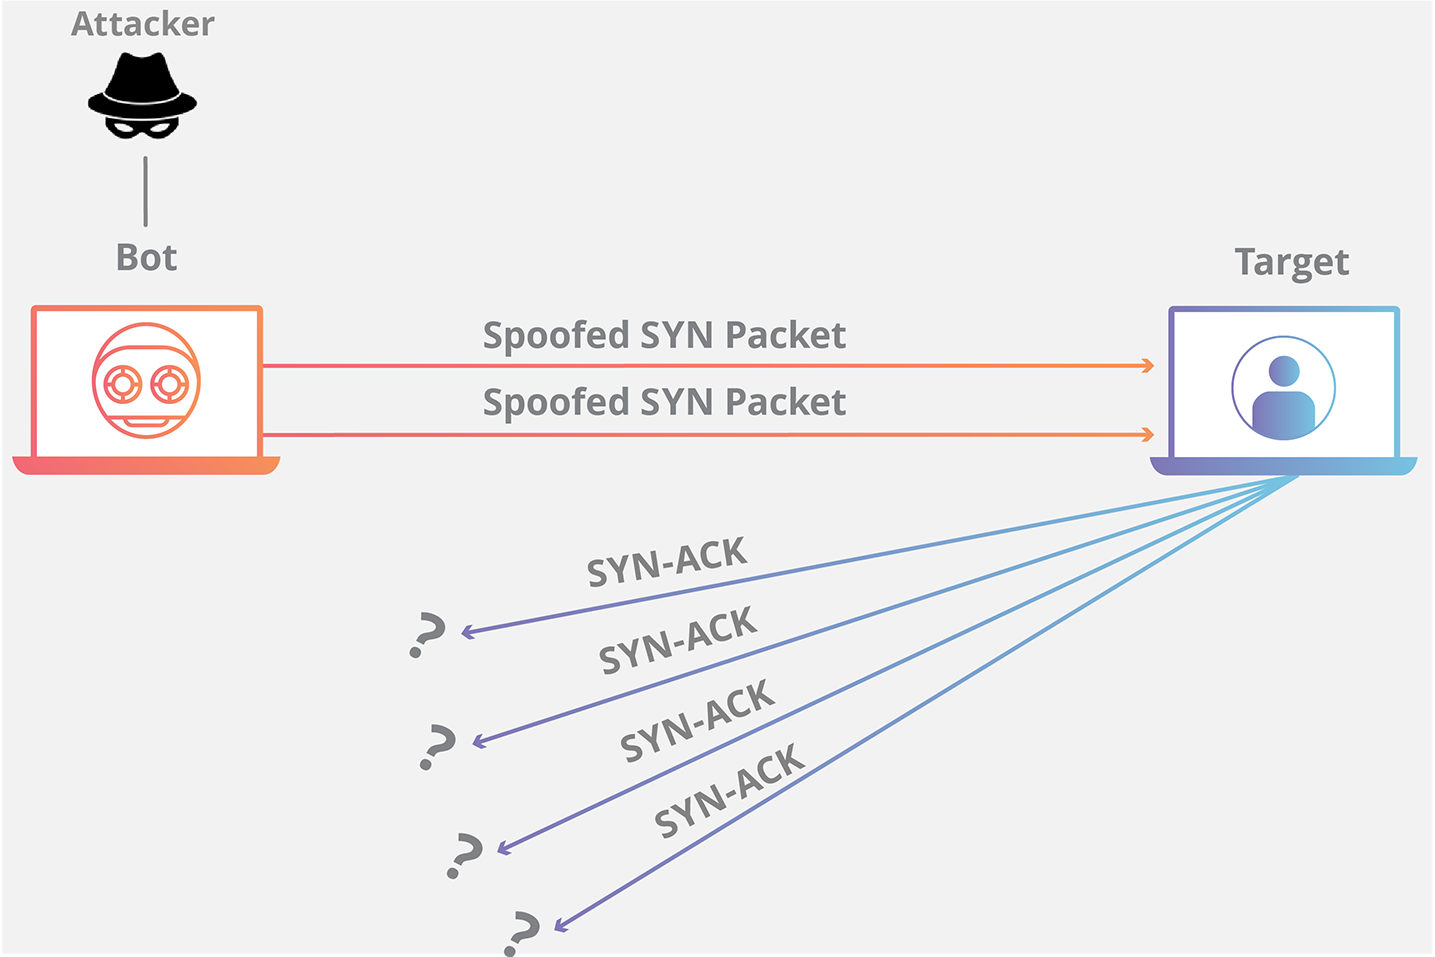 Attacker
Bot
Target
Spoofed SYN Packet
Spoofed SYN Packet
SYN-ACK
?
SYN-ACK
?
SYN-ACK
?
SYN-ACK
?